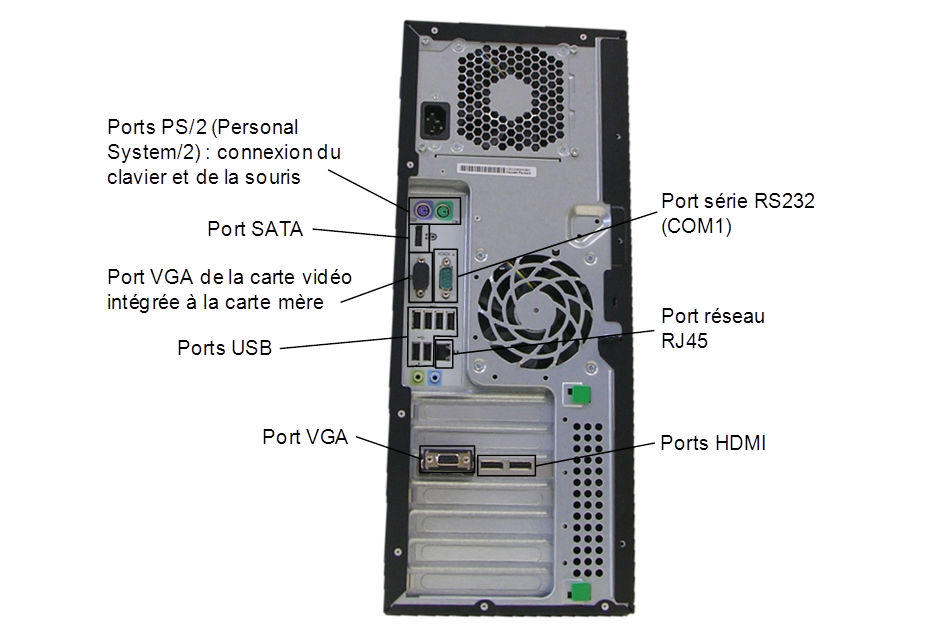 Ports PS/2 (Personal
System/2) : connexion du
clavier et de la souris
Port SATA
Port VGA de la carte vidéo
intégrée à la carte mère
Ports USB
Port VGA
Port série RS232
(COM1)
Port réseau
RJ45
Ports HDMI